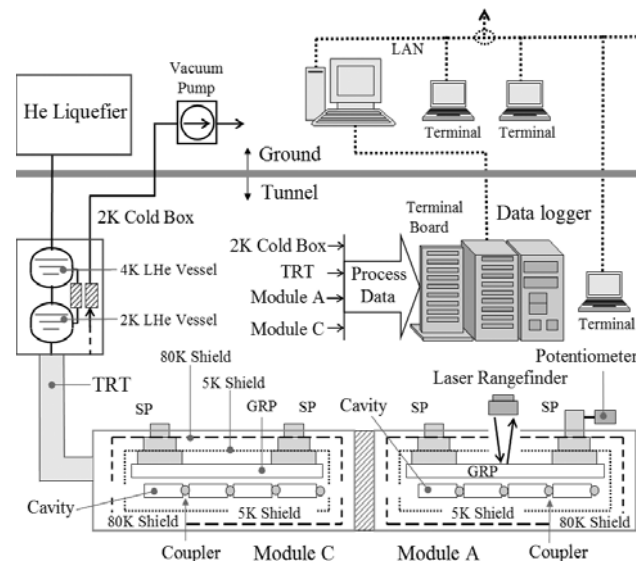 LAN
Vacuum
Pump
He Liquefier
Terminal
Terminal
Ground
Tunnel
2K Cold Box
Terminal
Board
Data logger
2K Cold Box
TRT
Module A
Module C
Process
Data
4K LHe Vessel
2K LHe Vessel
Terminal
80K Shield
5K Shield
TRT
Potentiometer
Laser Rangefinder
SP
GRP
SP
Cavity
SP
SP
GRP
Cavity
80K Shield
5K Shield
5K Shield
80K Shield
Coupler
Module C
Module A
Coupler